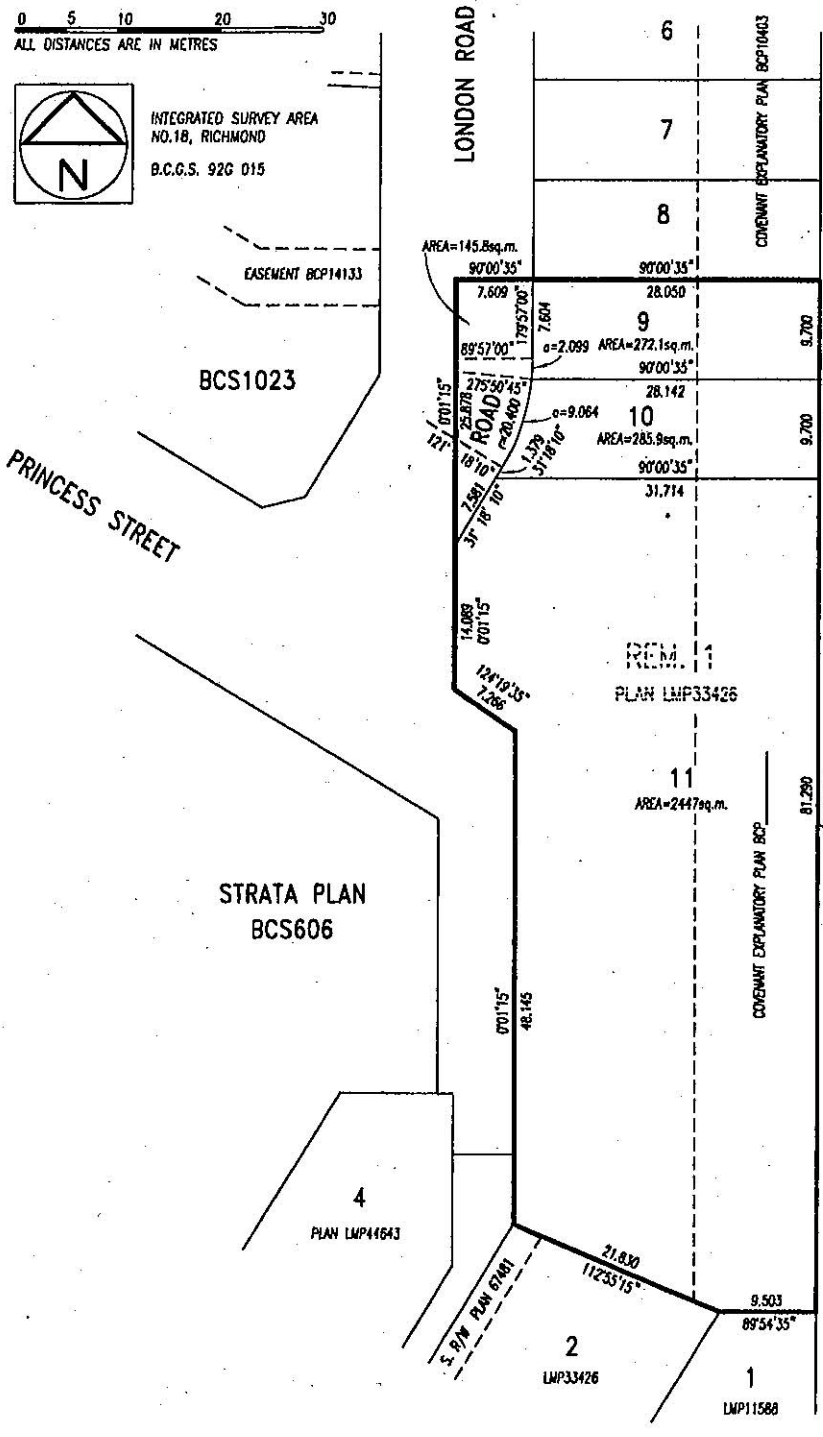 0 5 10 20 30
ALL DISTANCES ARE IN METRES
N
INTEGRATED SURVEY AREA
NO.18, RICHMOND
B.C.G.S. 92G 015
LONDON ROAD
6
7
8
COVENANT EXPLANATORY PLAN BCP10403
EASEMENT BCP14133
BCS1023
PRINCESS STREET
AREA=145.8sq.m.
90°00'35"
7.609
90°00'35"
28.050
179°57'00"
7.604
9
AREA=272.1sq.m.
9.700
89°57'00"
a=2.099
90°00'35"
28.142
275°50'45"
0°01'15"
25.878
ROAD
r=20.400
a=9.064
10
AREA=285.9sq.m.
9.700
121°
18'10"
1.379
31°18'10"
90°00'35"
31.714
7.581
31° 18' 10"
14.089
0°01'15"
124°19'35"
7.266
REM. 1
PLAN LMP33426
11
AREA=2447sq.m.
81.290
COVENANT EXPLANATORY PLAN BCP
STRATA PLAN
BCS606
0°01'15"
48.145
4
PLAN LMP44643
S. R/W PLAN 67481
21.830
112°55'15"
9.503
89°54'35"
2
LMP33426
1
LMP11588